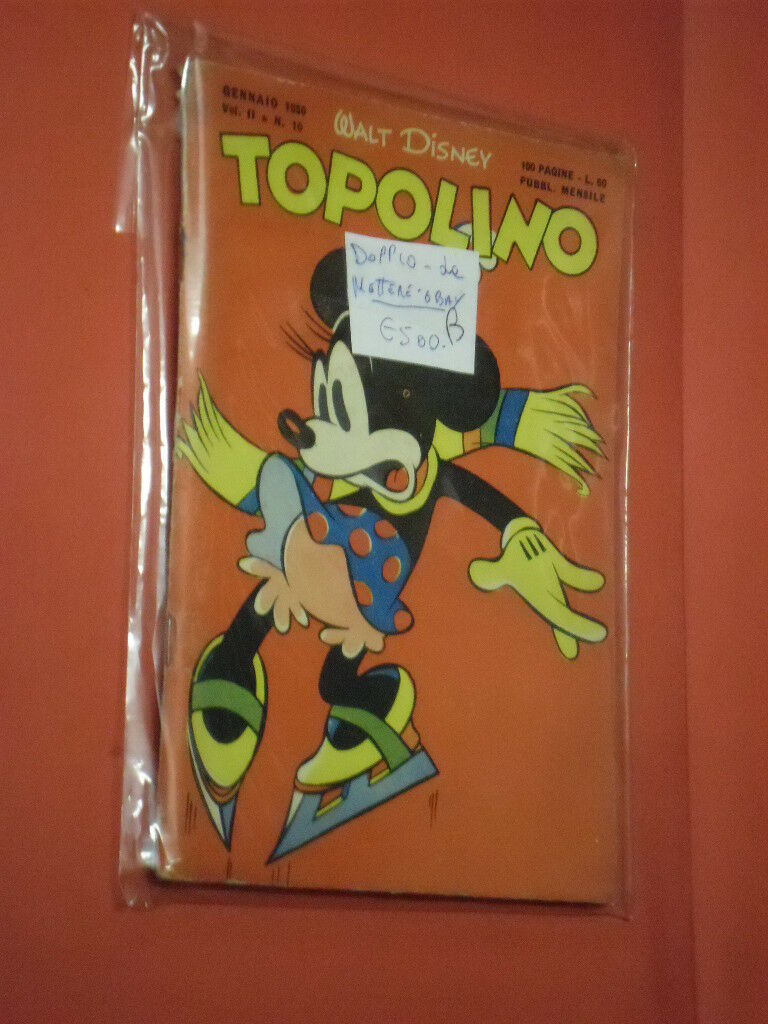 GENNAIO 1950
Vol. II • N. 10
WALT DISNEY
100 PAGINE - L. 60
PUBBL. MENSILE
TOPOLINO
DOPPIO - da
METTERE - EBAY
€500. B